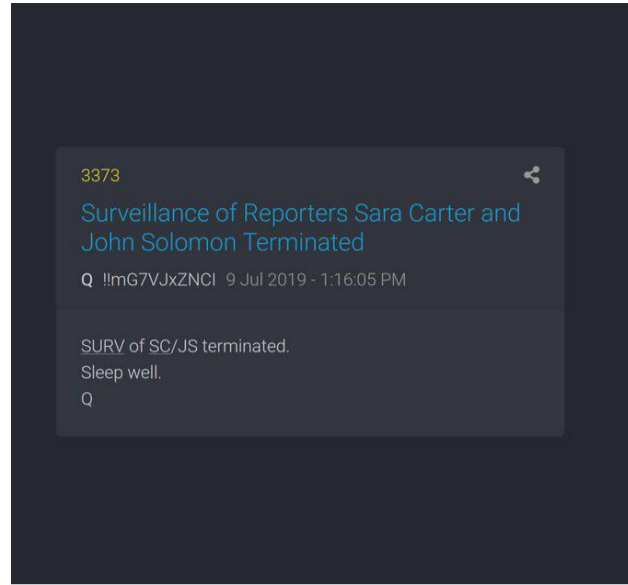 3373
Surveillance of Reporters Sara Carter and
John Solomon Terminated
Q !!mG7VJxZNCI 9 Jul 2019 - 1:16:05 PM
SURV of SC/JS terminated.
Sleep well.
Q